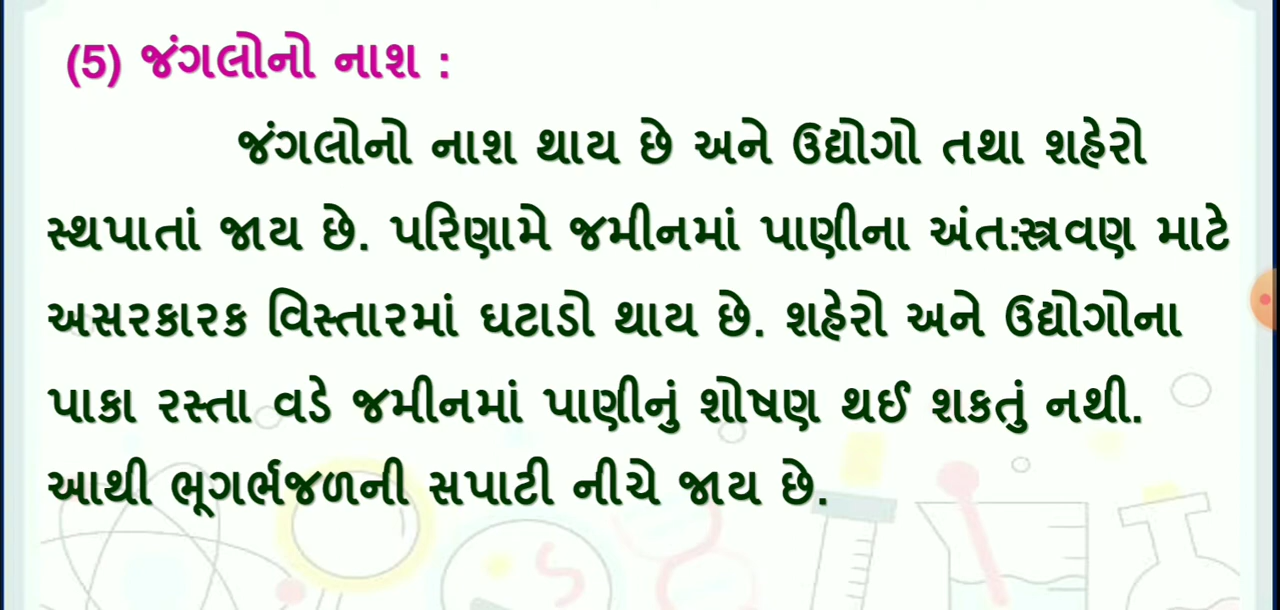 (5) જંગલોનો નાશ :
જંગલોનો નાશ થાય છે અને ઉદ્યોગો તથા શહેરો
સ્થપાતાં જાય છે. પરિણામે જમીનમાં પાણીના અંતઃસ્ત્રવણ માટે
અસરકારક વિસ્તારમાં ઘટાડો થાય છે. શહેરો અને ઉદ્યોગોના
પાકા રસ્તા વડે જમીનમાં પાણીનું શોષણ થઈ શકતું નથી.
આથી ભૂગર્ભજળની સપાટી નીચે જાય છે.